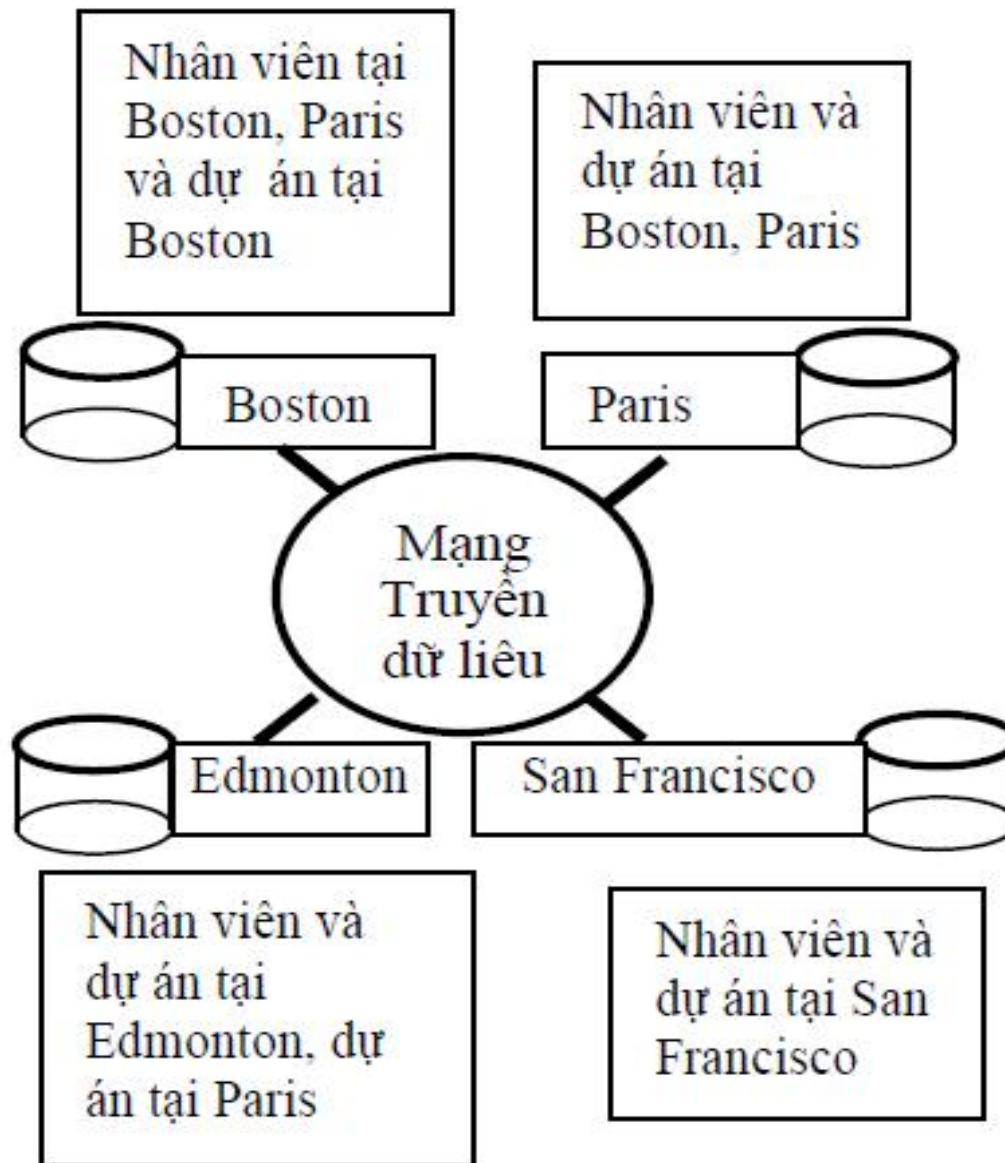 Nhân viên tại
Boston, Paris
và dự án tại
Boston
Nhân viên và
dự án tại
Boston, Paris
Boston
Paris
Mạng
Truyền
dữ liêu
Edmonton
San Francisco
Nhân viên và
dự án tại
Edmonton, dự
án tại Paris
Nhân viên và
dự án tại San
Francisco